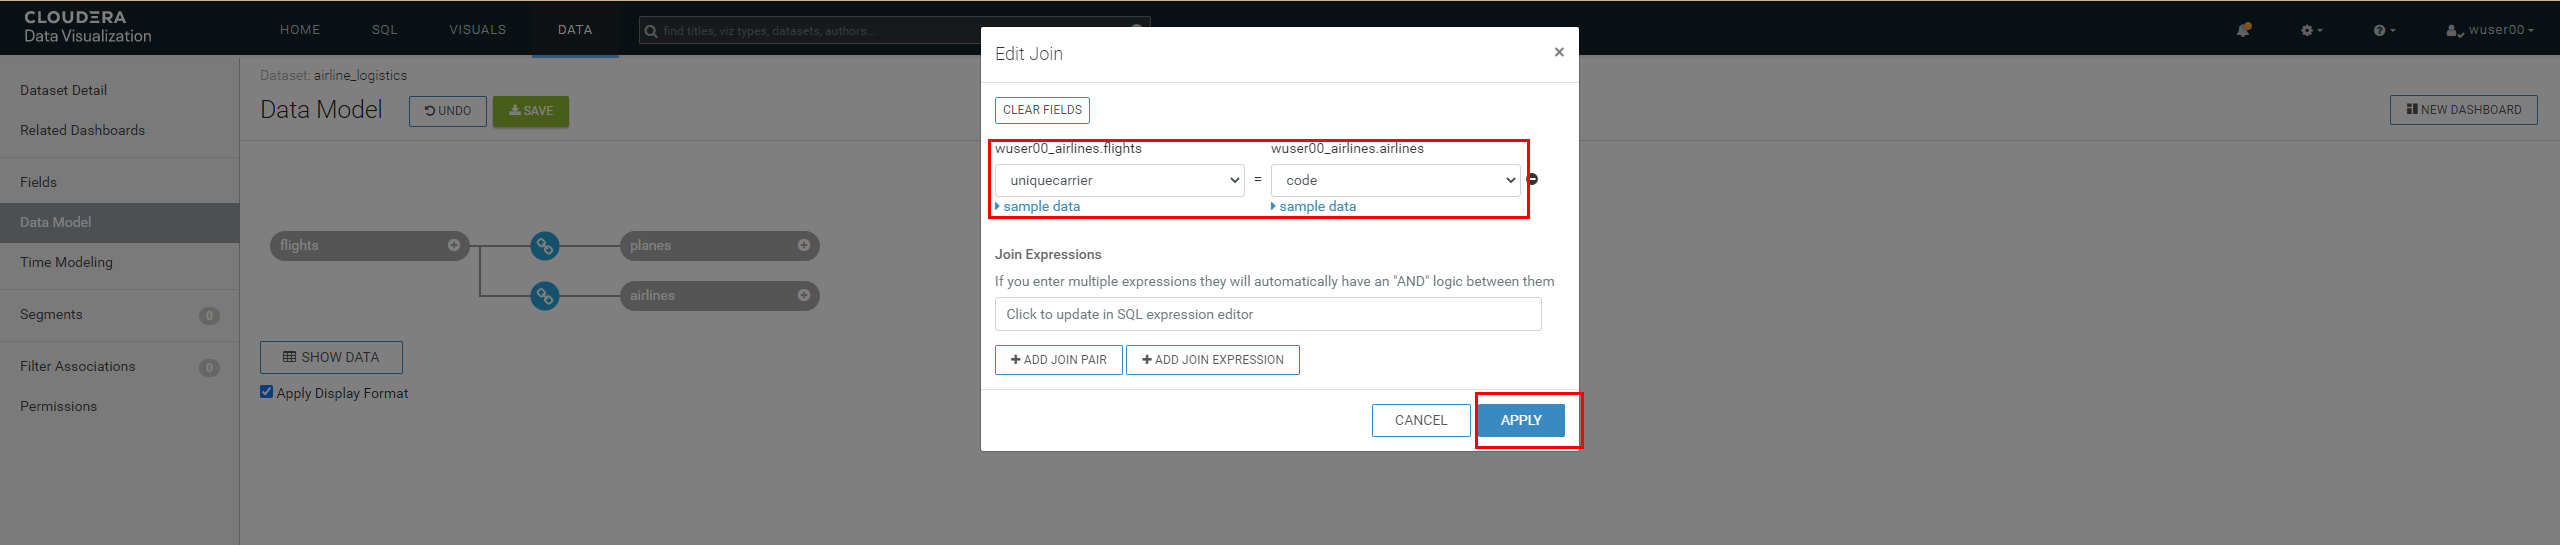 CLOUDERA
Data Visualization
HOME
SQL
VISUALS
DATA
find titles, viz types, datasets, authors...
wuser00
Dataset Detail
Related Dashboards
Fields
Data Model
Time Modeling
Segments 0
Filter Associations 0
Permissions
Dataset: airline_logistics
Data Model
UNDO
SAVE
NEW DASHBOARD
flights
planes
airlines
SHOW DATA
Apply Display Format
Edit Join
×
CLEAR FIELDS
wuser00_airlines.flights
wuser00_airlines.airlines
uniquecarrier
=
code
sample data
sample data
Join Expressions
If you enter multiple expressions they will automatically have an "AND" logic between them
Click to update in SQL expression editor
+ ADD JOIN PAIR
+ ADD JOIN EXPRESSION
CANCEL
APPLY